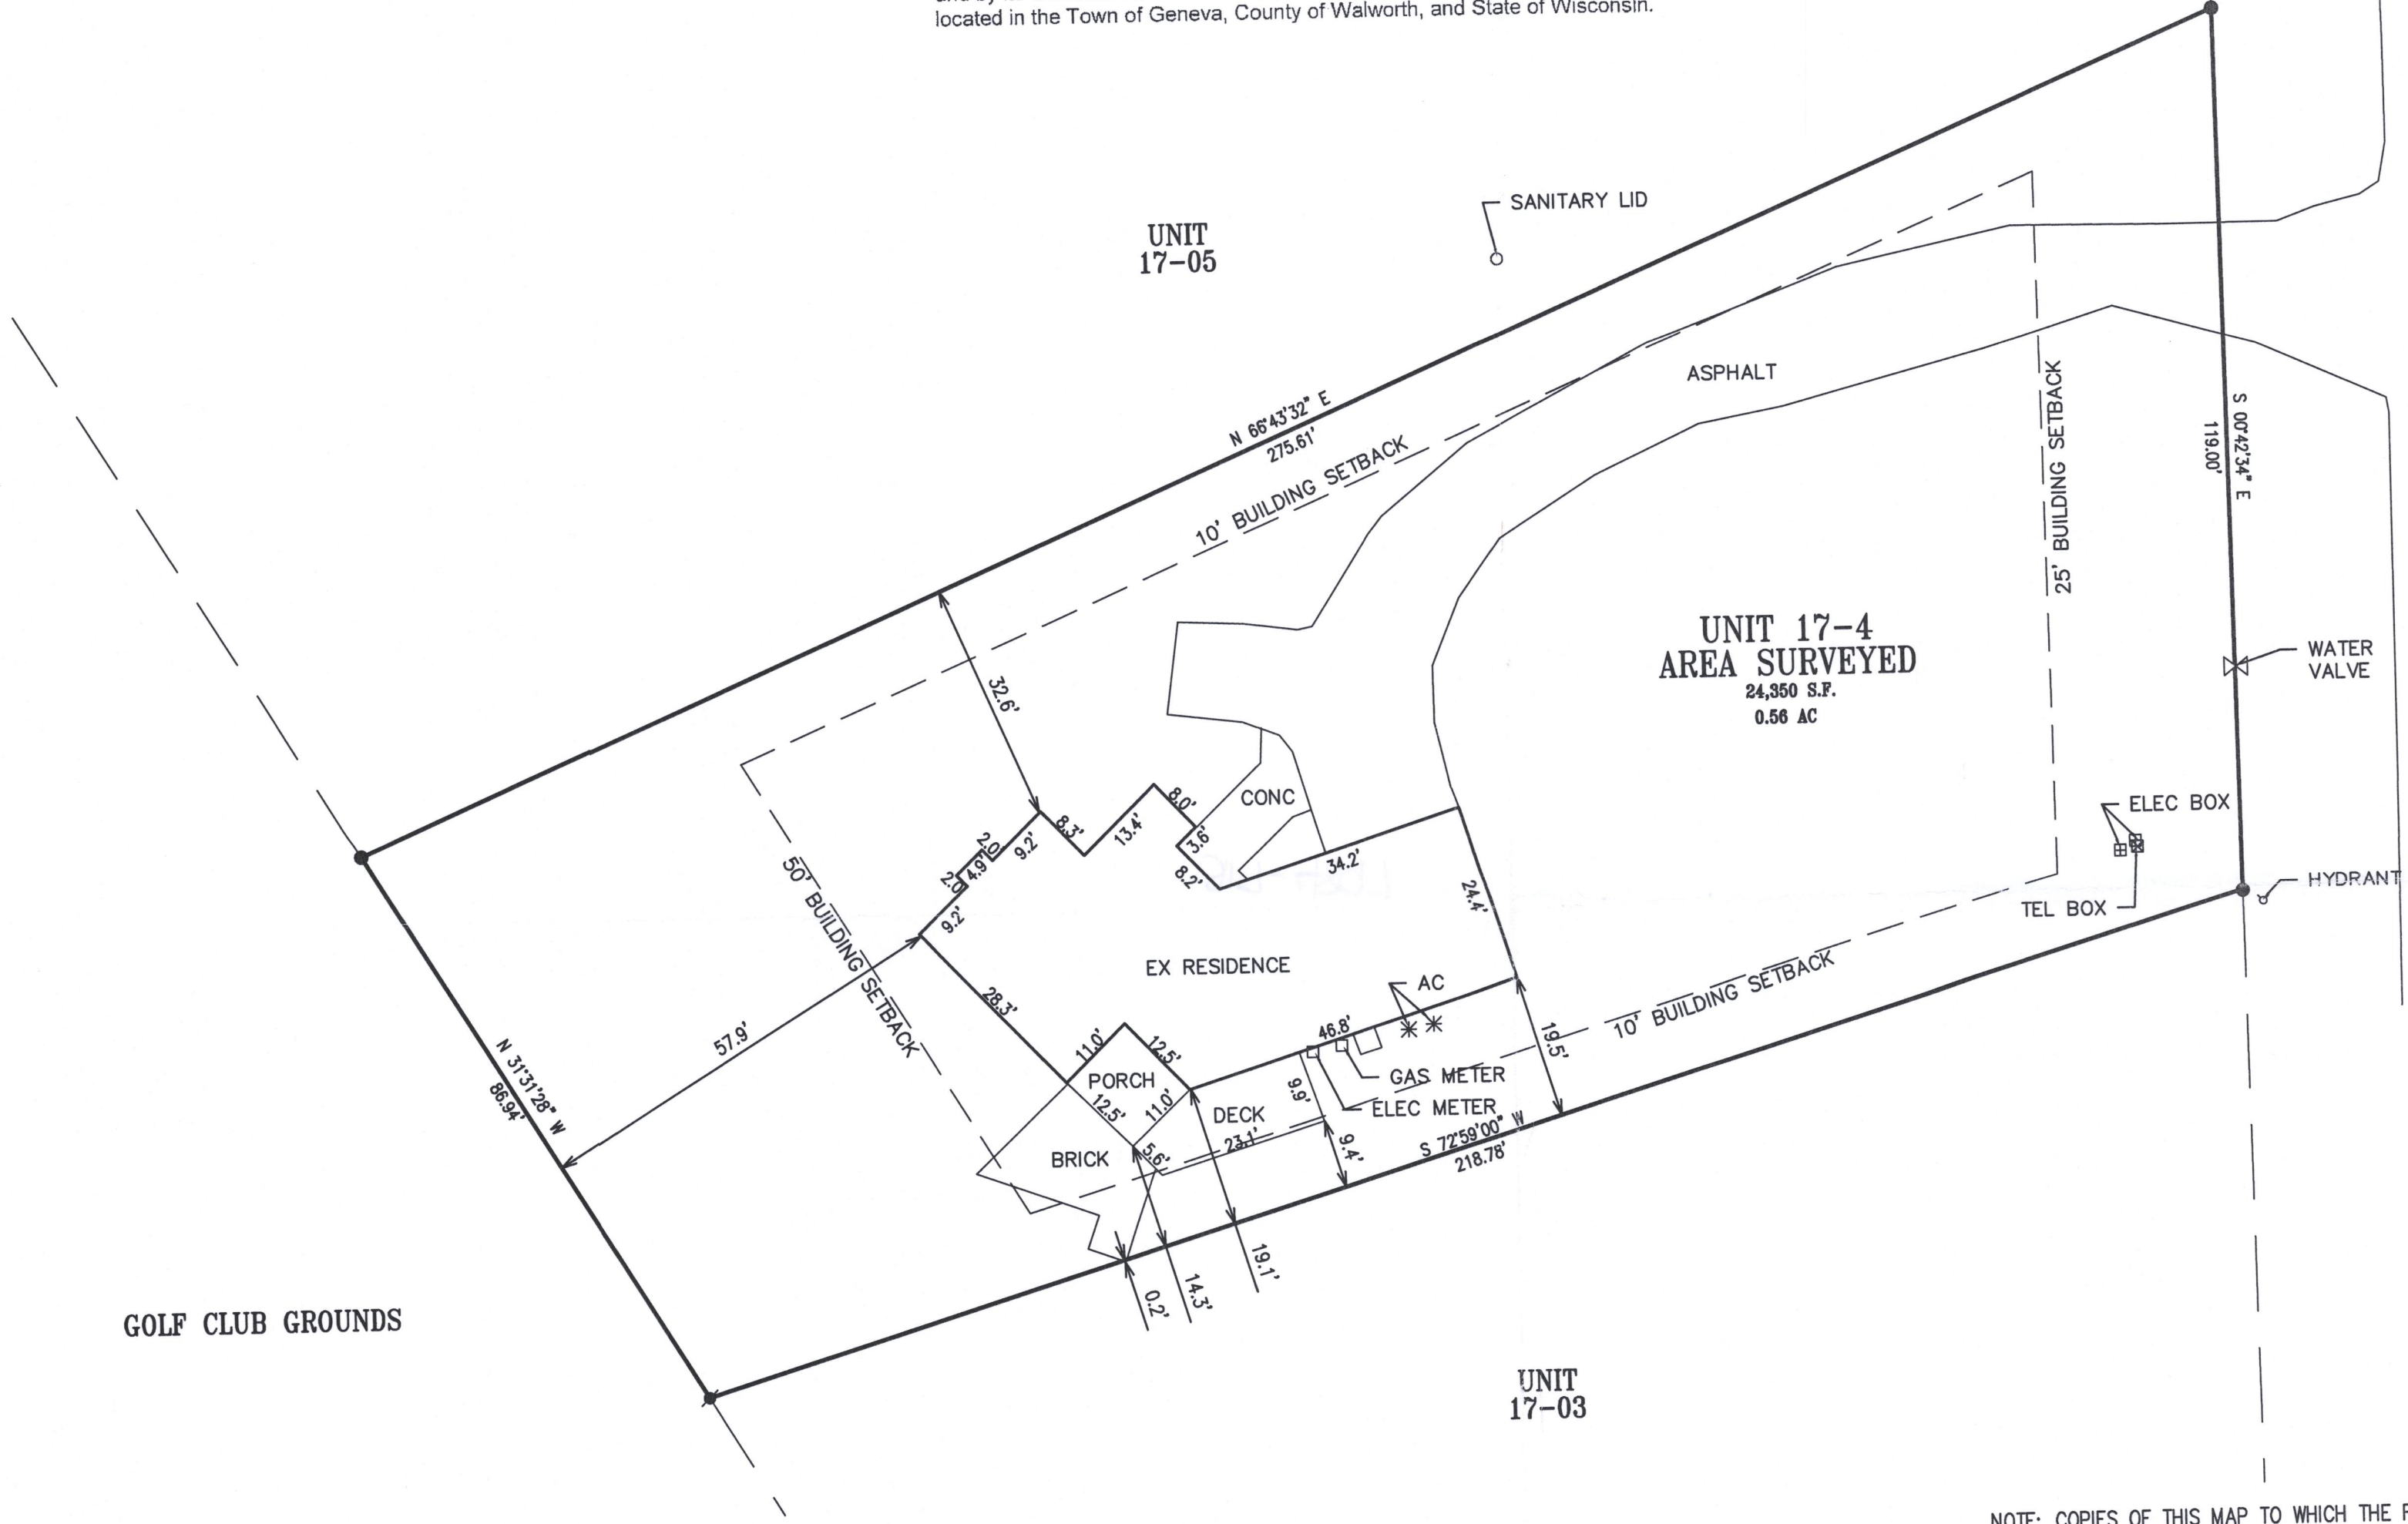 located in the Town of Geneva, County of Walworth, and State of Wisconsin.
SANITARY LID
UNIT
17-05
ASPHALT
N 66°43'32" E
275.61'
10' BUILDING SETBACK
25' BUILDING SETBACK
S 00°42'34" E
119.00'
UNIT 17-4
AREA SURVEYED
24,350 S.F.
0.56 AC
WATER
VALVE
32.6'
CONC
8.0'
8.3'
13.4'
3.6'
8.2'
34.2'
2.0'
9.2'
4.9'
2.0'
9.2'
24.4'
ELEC BOX
HYDRANT
TEL BOX
50' BUILDING SETBACK
EX RESIDENCE
AC
28.3'
57.9'
46.8'
10' BUILDING SETBACK
19.5'
11.0'
12.5'
PORCH
12.5'
11.0'
GAS METER
9.9'
DECK
ELEC METER
23.1'
9.4'
S 72°59'00" W
218.78'
BRICK
5.6'
N 31°31'28" W
86.94'
19.1'
14.3'
0.2'
GOLF CLUB GROUNDS
UNIT
17-03
NOTE: COPIES OF THIS MAP TO WHICH THE